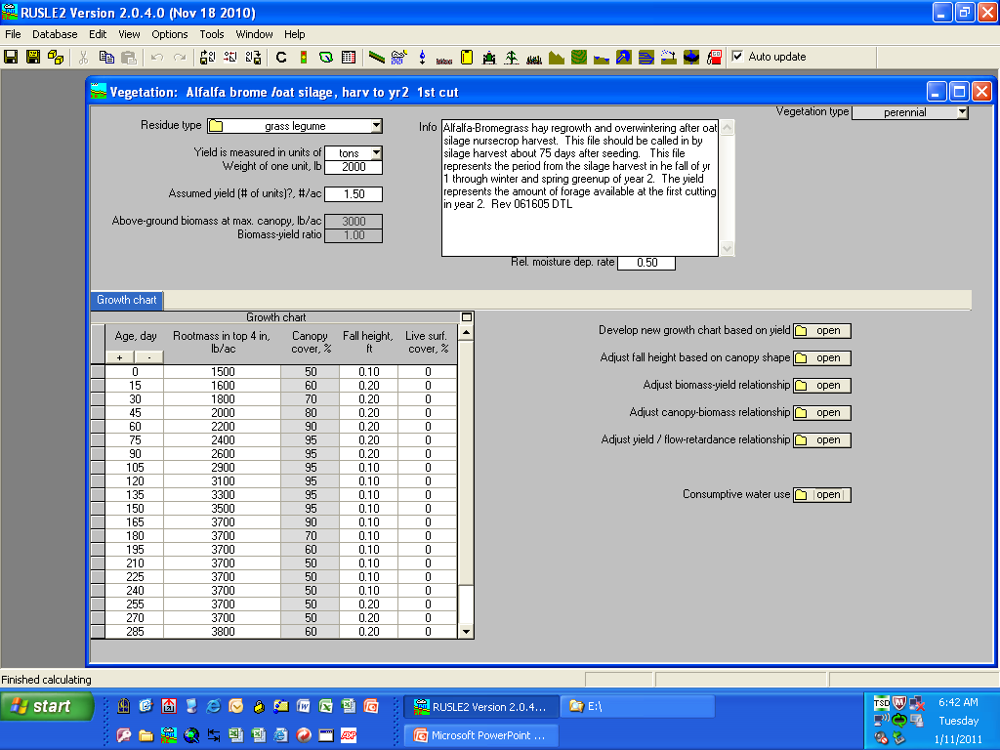 RUSLE2 Version 2.0.4.0 (Nov 18 2010)
File Database Edit View Options Tools Window Help
C
Auto update
Vegetation: Alfalfa brome /oat silage, harv to yr2 1st cut
Residue type grass legume
Info
Vegetation type perennial
Yield is measured in units of tons
Weight of one unit, lb 2000
Assumed yield (# of units)?, #/ac 1.50
Above-ground biomass at max. canopy, lb/ac 3000
Biomass-yield ratio 1.00
Alfalfa-Bromegrass hay regrowth and overwintering after oat
silage nursecrop harvest. This file should be called in by
silage harvest about 75 days after seeding. This file
represents the period from the silage harvest in he fall of yr
1 through winter and spring greenup of year 2. The yield
represents the amount of forage available at the first cutting
in year 2. Rev 061605 DTL
Rel. moisture dep. rate 0.50
Growth chart
Growth chart
Age, day Rootmass in top 4 in, lb/ac Canopy cover, % Fall height, ft Live surf. cover, %
+ -
0 1500 50 0.10 0
15 1600 60 0.20 0
30 1800 70 0.20 0
45 2000 80 0.20 0
60 2200 90 0.20 0
75 2400 95 0.20 0
90 2600 95 0.20 0
105 2900 95 0.10 0
120 3100 95 0.10 0
135 3300 95 0.10 0
150 3500 95 0.10 0
165 3700 90 0.10 0
180 3700 70 0.10 0
195 3700 60 0.10 0
210 3700 50 0.10 0
225 3700 50 0.10 0
240 3700 50 0.10 0
255 3700 50 0.20 0
270 3700 50 0.20 0
285 3800 60 0.20 0
Develop new growth chart based on yield open
Adjust fall height based on canopy shape open
Adjust biomass-yield relationship open
Adjust canopy-biomass relationship open
Adjust yield / flow-retardance relationship open
Consumptive water use open
Finished calculating
start
RUSLE2 Version 2.0.4....
E:\
Microsoft PowerPoint ...
TSD
6:42 AM
Tuesday
1/11/2011